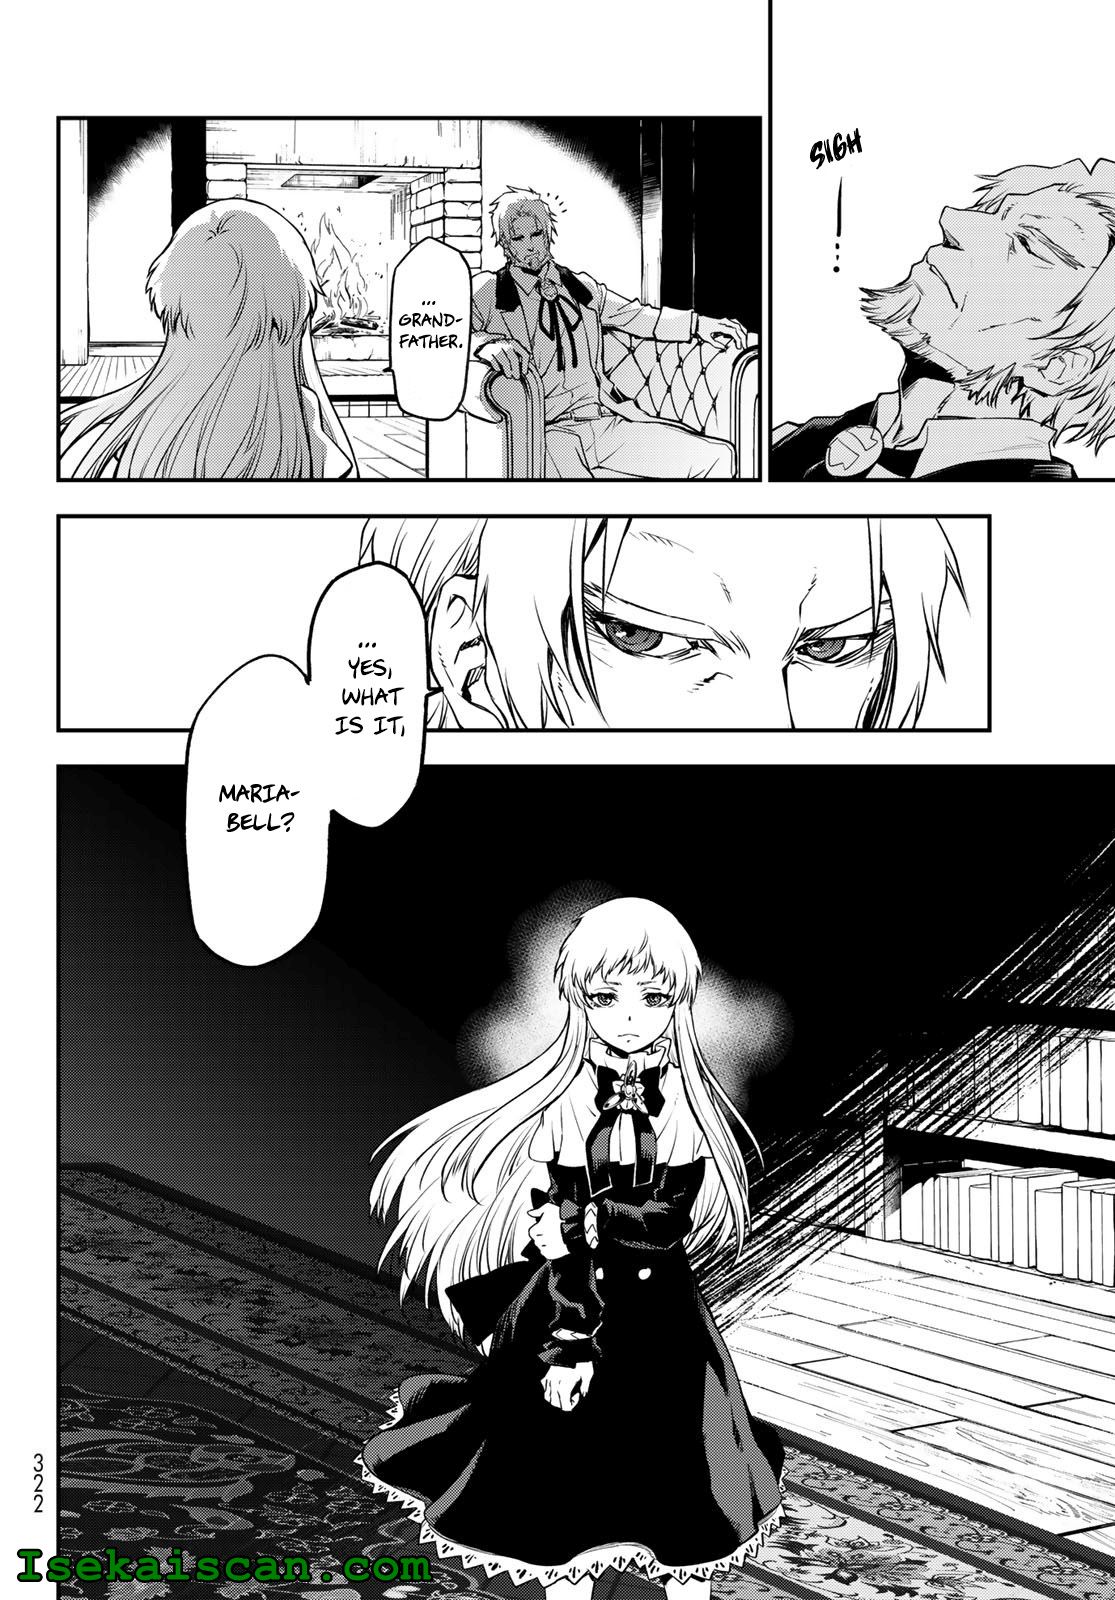 SIGH
...
GRAND-
FATHER.
...
YES,
WHAT
IS IT,
MARIA-
BELL?
322
Isekaiscan.com